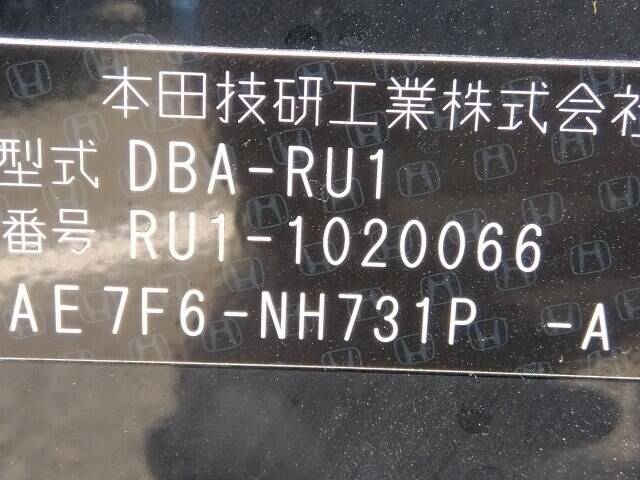 本田技研工業株式会社
型式 DBA-RU1
番号 RU1-1020066
AE7F6-NH731P -A